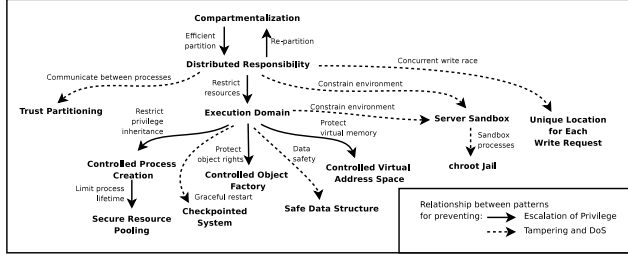 Compartmentalization
Efficient
partition
Re-partition
Distributed Responsibility
Concurrent write race
Communicate between processes
Restrict
resources
Constrain environment
Trust Partitioning
Restrict
privilege
inheritance
Execution Domain
Constrain environment
Server Sandbox
Unique Location
for Each
Write Request
Protect
virtual memory
Sandbox
processes
Protect
object rights
Data
safety
Controlled Process
Creation
Controlled Object
Factory
Controlled Virtual
Address Space
chroot Jail
Limit process
lifetime
Graceful restart
Secure Resource
Pooling
Checkpointed
System
Safe Data Structure
Relationship between patterns
for preventing:
Escalation of Privilege
Tampering and DoS